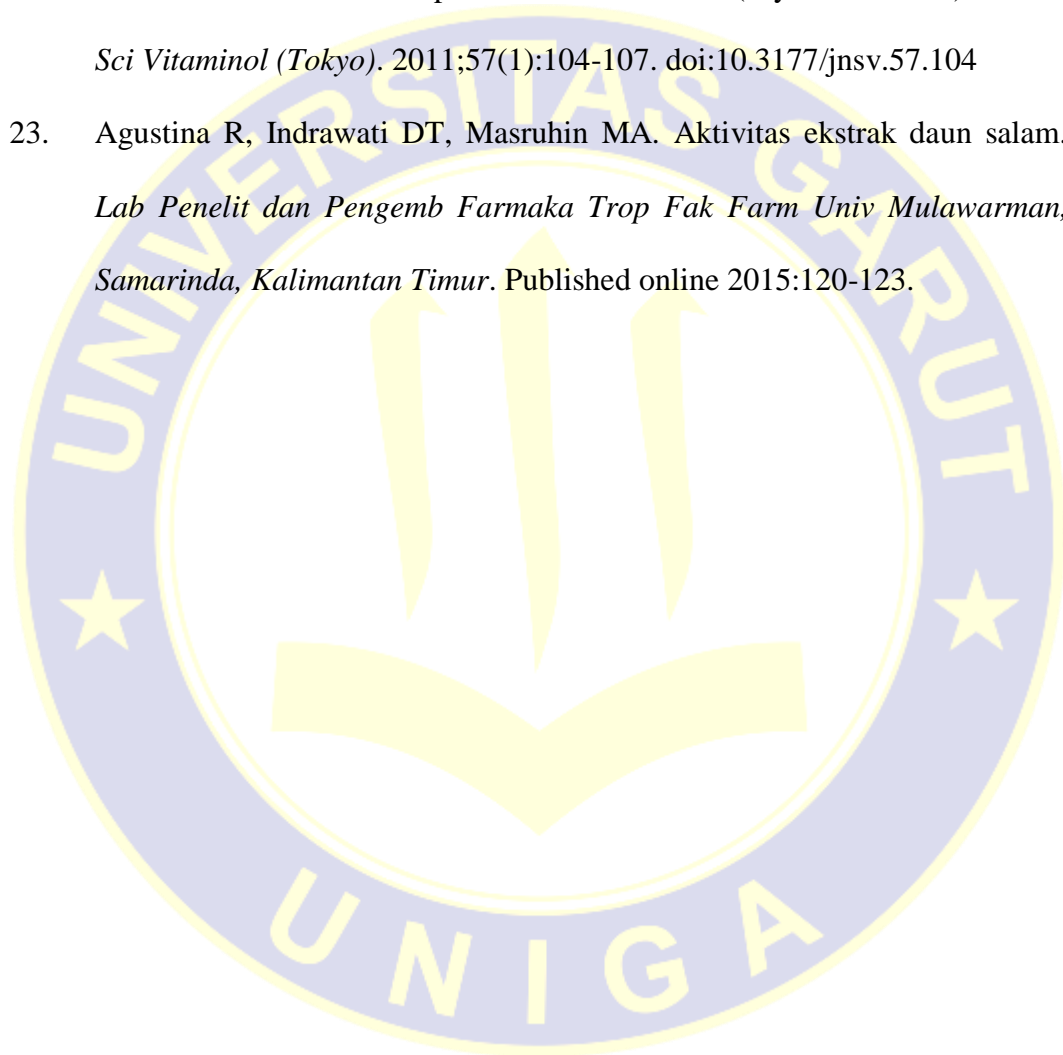 Sci Vitaminol (Tokyo). 2011;57(1):104-107. doi:10.3177/jnsv.57.104
23. Agustina R, Indrawati DT, Masruhin MA. Aktivitas ekstrak daun salam.
Lab Penelit dan Pengemb Farmaka Trop Fak Farm Univ Mulawarman,
Samarinda, Kalimantan Timur. Published online 2015:120-123.
UNIVERSITAS GARUT
UNIGA